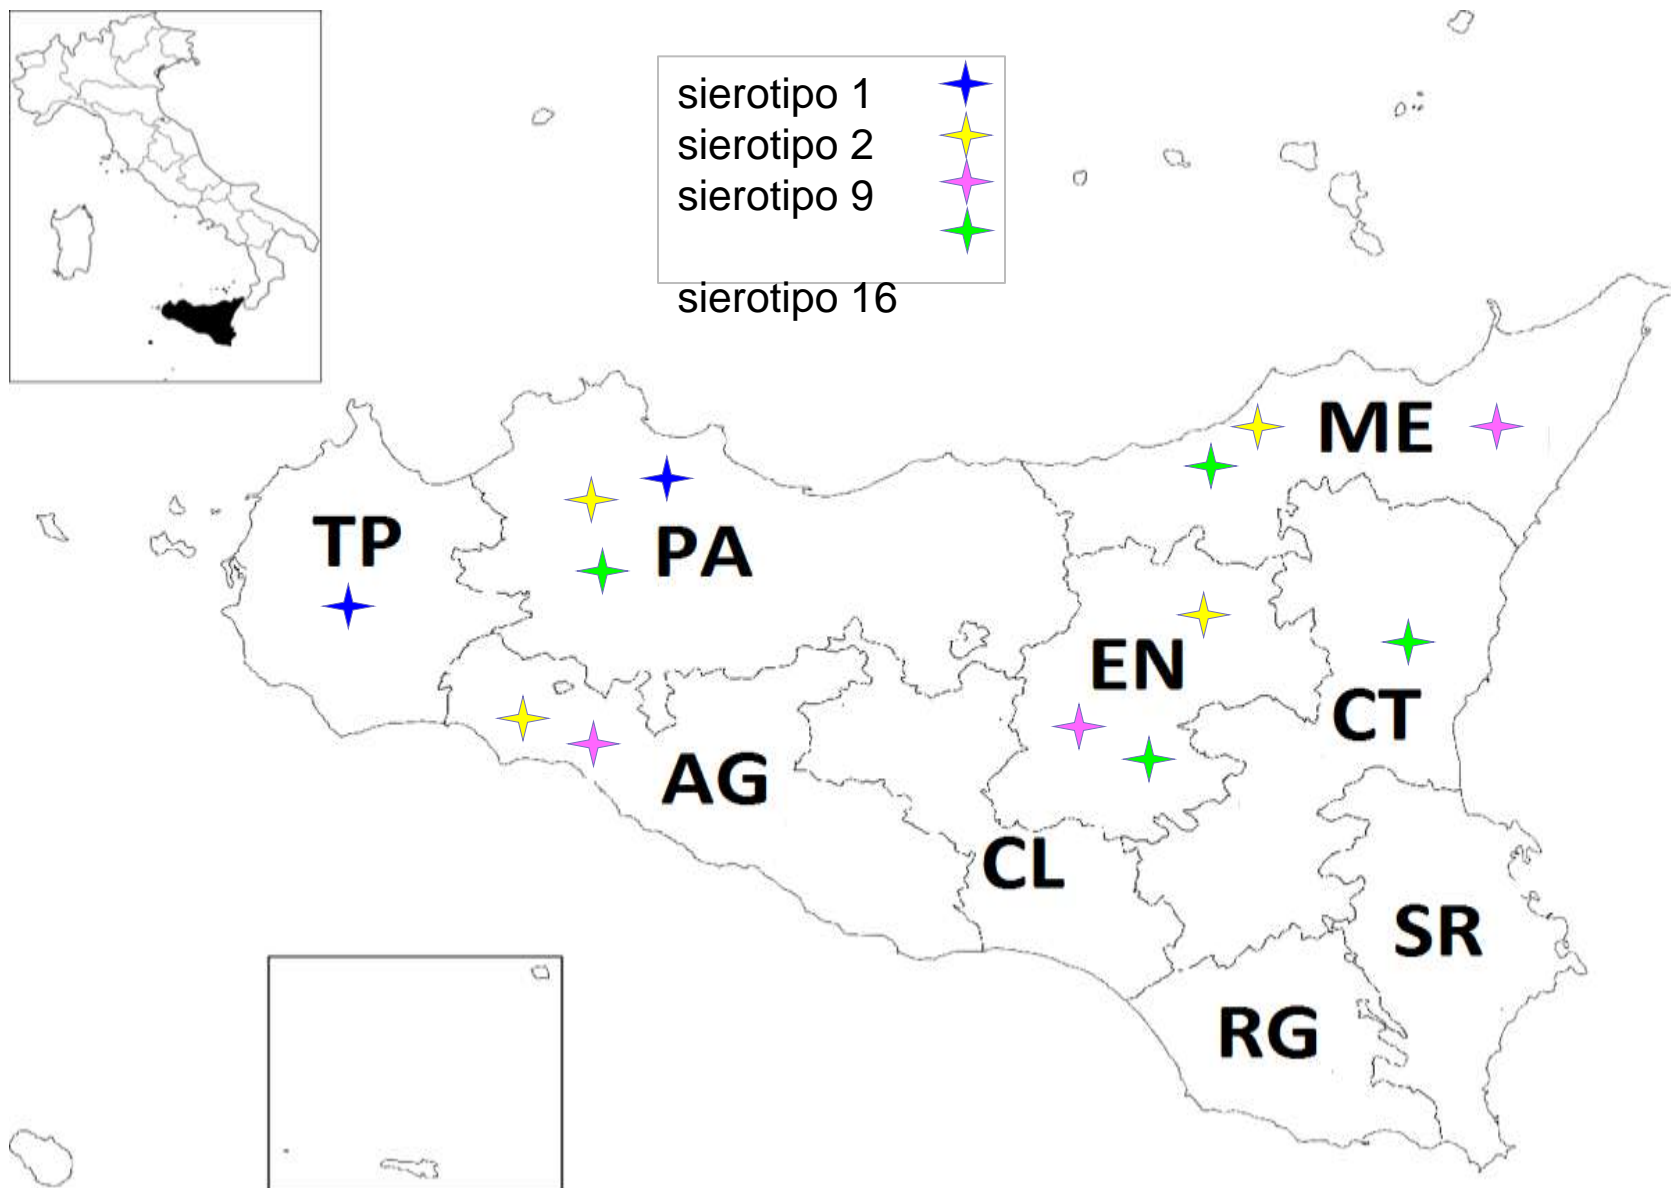 sierotipo 1
sierotipo 2
sierotipo 9
sierotipo 16
ME
TP
PA
EN
CT
AG
CL
SR
RG